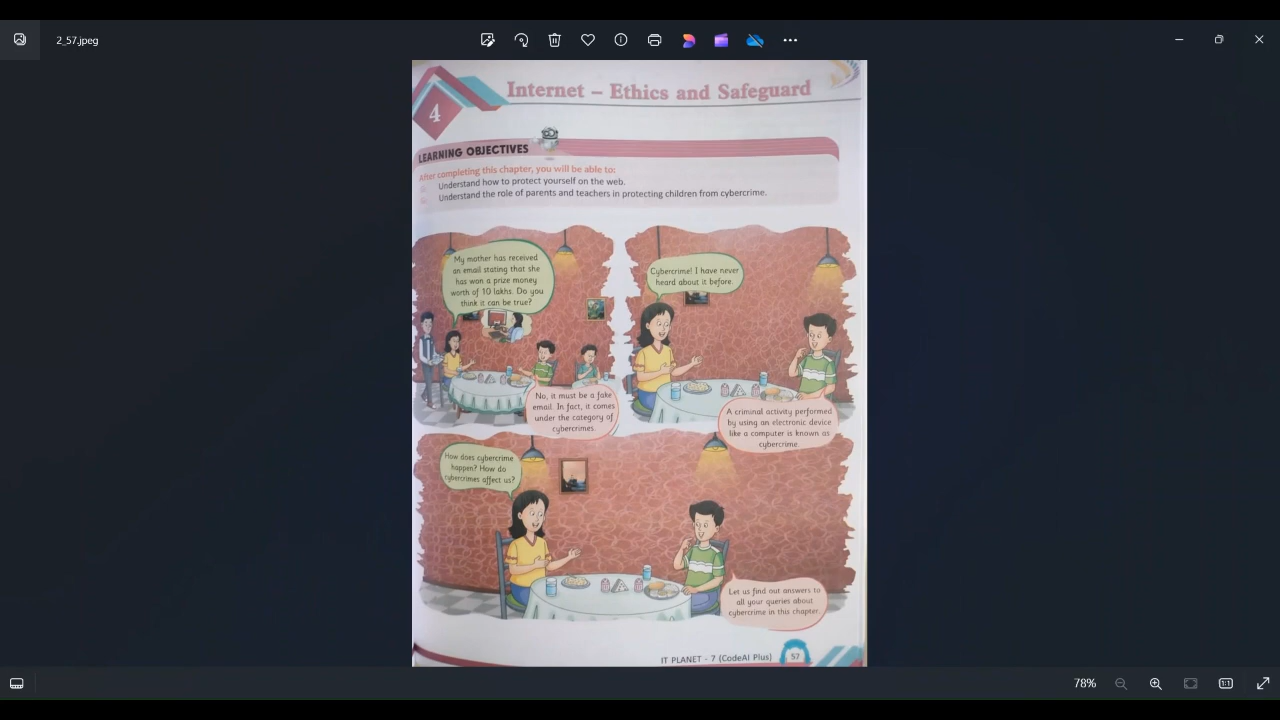 2_57.jpeg
4
Internet – Ethics and Safeguard
LEARNING OBJECTIVES
After completing this chapter, you will be able to:
Understand how to protect yourself on the web.
Understand the role of parents and teachers in protecting children from cybercrime.
My mother has received
an email stating that she
has won a prize money
worth of 10 lakhs. Do you
think it can be true?
No, it must be a fake
email. In fact, it comes
under the category of
cybercrimes.
Cybercrime! I have never
heard about it before.
A criminal activity performed
by using an electronic device
like a computer is known as
cybercrime.
How does cybercrime
happen? How do
cybercrimes affect us?
Let us find out answers to
all your queries about
cybercrime in this chapter.
IT PLANET - 7 (CodeAI Plus)
57
78%
1:1